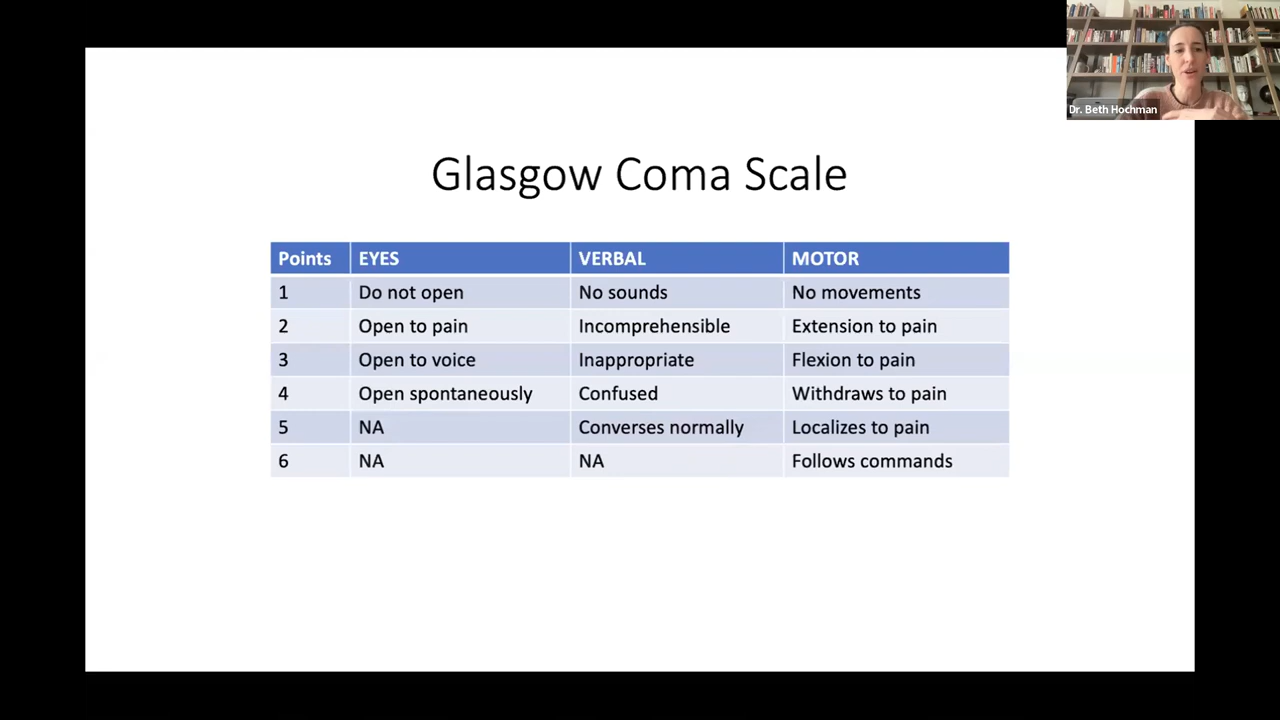 Dr. Beth Hochman
Glasgow Coma Scale
Points EYES VERBAL MOTOR
1 Do not open No sounds No movements
2 Open to pain Incomprehensible Extension to pain
3 Open to voice Inappropriate Flexion to pain
4 Open spontaneously Confused Withdraws to pain
5 NA Converses normally Localizes to pain
6 NA NA Follows commands